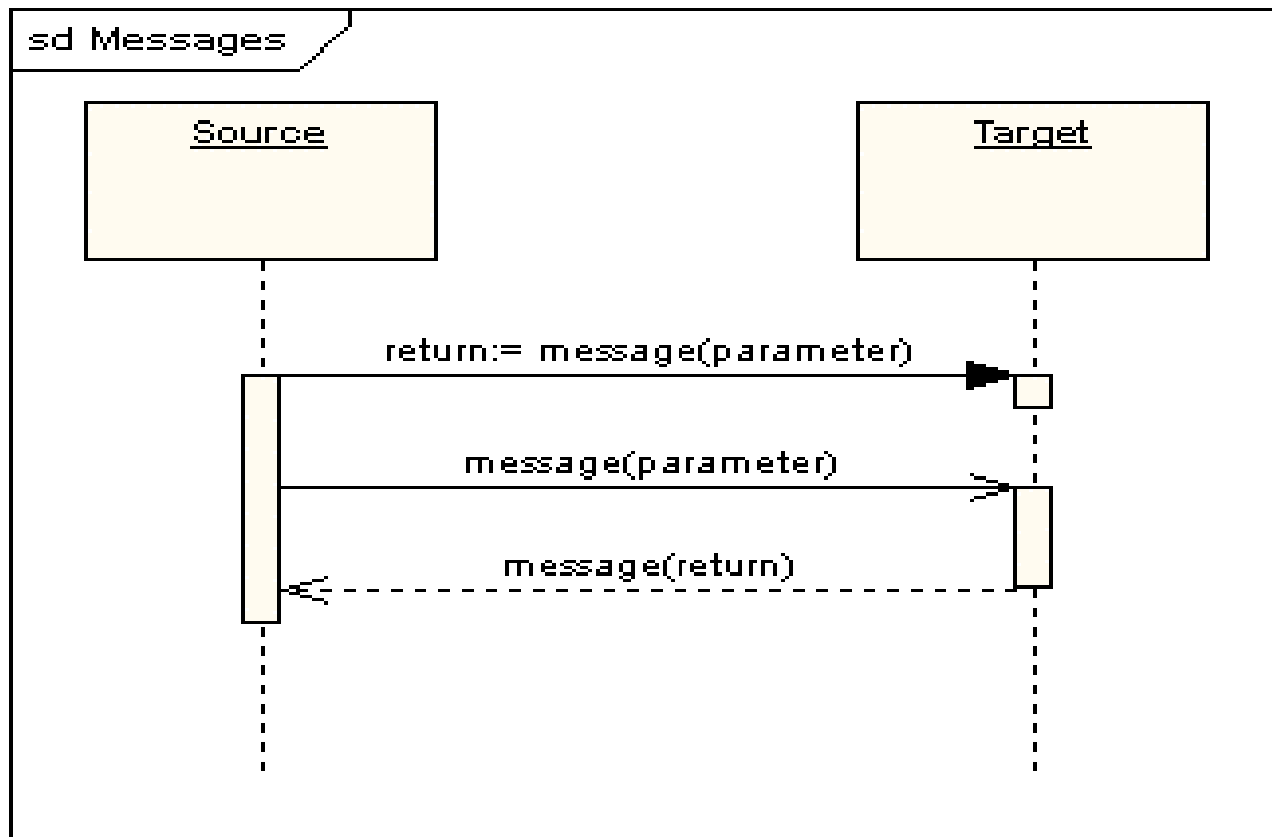 sd Messages
Source
Target
return:= message(parameter)
message(parameter)
message(return)